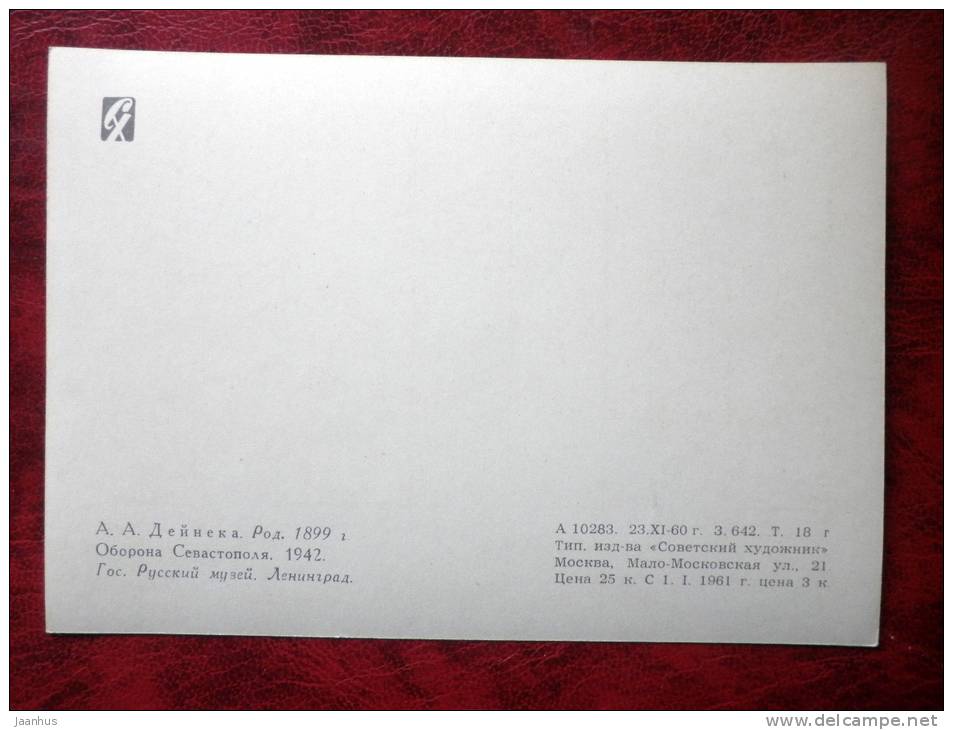 СХ
А. А. Дейнека. Род. 1899 г
Оборона Севастополя. 1942.
Гос. Русский музей. Ленинград.
А 10283. 23.XI-60 г. З. 642. Т. 18 г
Тип. изд-ва «Советский художник»
Москва, Мало-Московская ул., 21
Цена 25 к. С 1. I. 1961 г. цена 3 к
jaanhus
www.delcampe.net